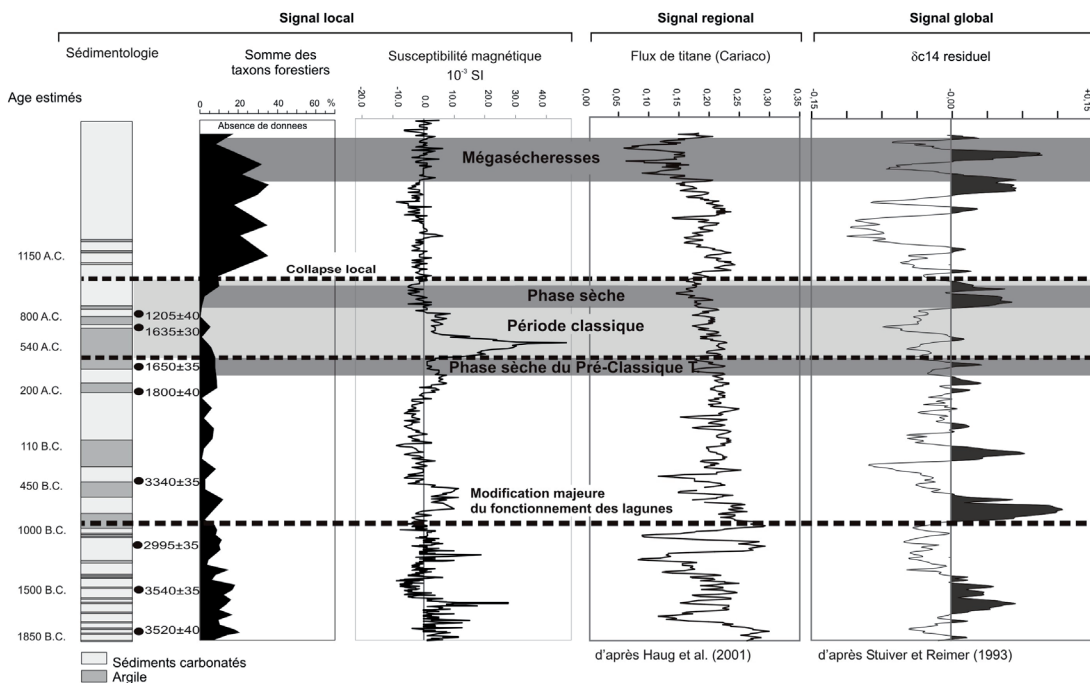 Signal local
Signal regional
Signal global
Sédimentologie
Somme des
taxons forestiers
Susceptibilité magnétique
10⁻³ SI
Flux de titane (Cariaco)
δc14 residuel
Age estimés
0 20 40 60 %
-10.0 0.0 10.0 20.0 30.0 40.0
0.00 0.10 0.15 0.20 0.25 0.30 0.35
-0.15 0.00 +0.15
Absence de donnees
Mégasécheresses
1150 A.C.
Collapse local
Phase sèche
800 A.C.
1205±40
Période classique
1635±30
540 A.C.
1650±35
Phase sèche du Pré-Classique T
200 A.C.
1800±40
110 B.C.
3340±35
450 B.C.
Modification majeure
du fonctionnement des lagunes
1000 B.C.
2995±35
1500 B.C.
3540±35
3520±40
1850 B.C.
d'après Haug et al. (2001)
d'après Stuiver et Reimer (1993)
Sédiments carbonatés
Argile